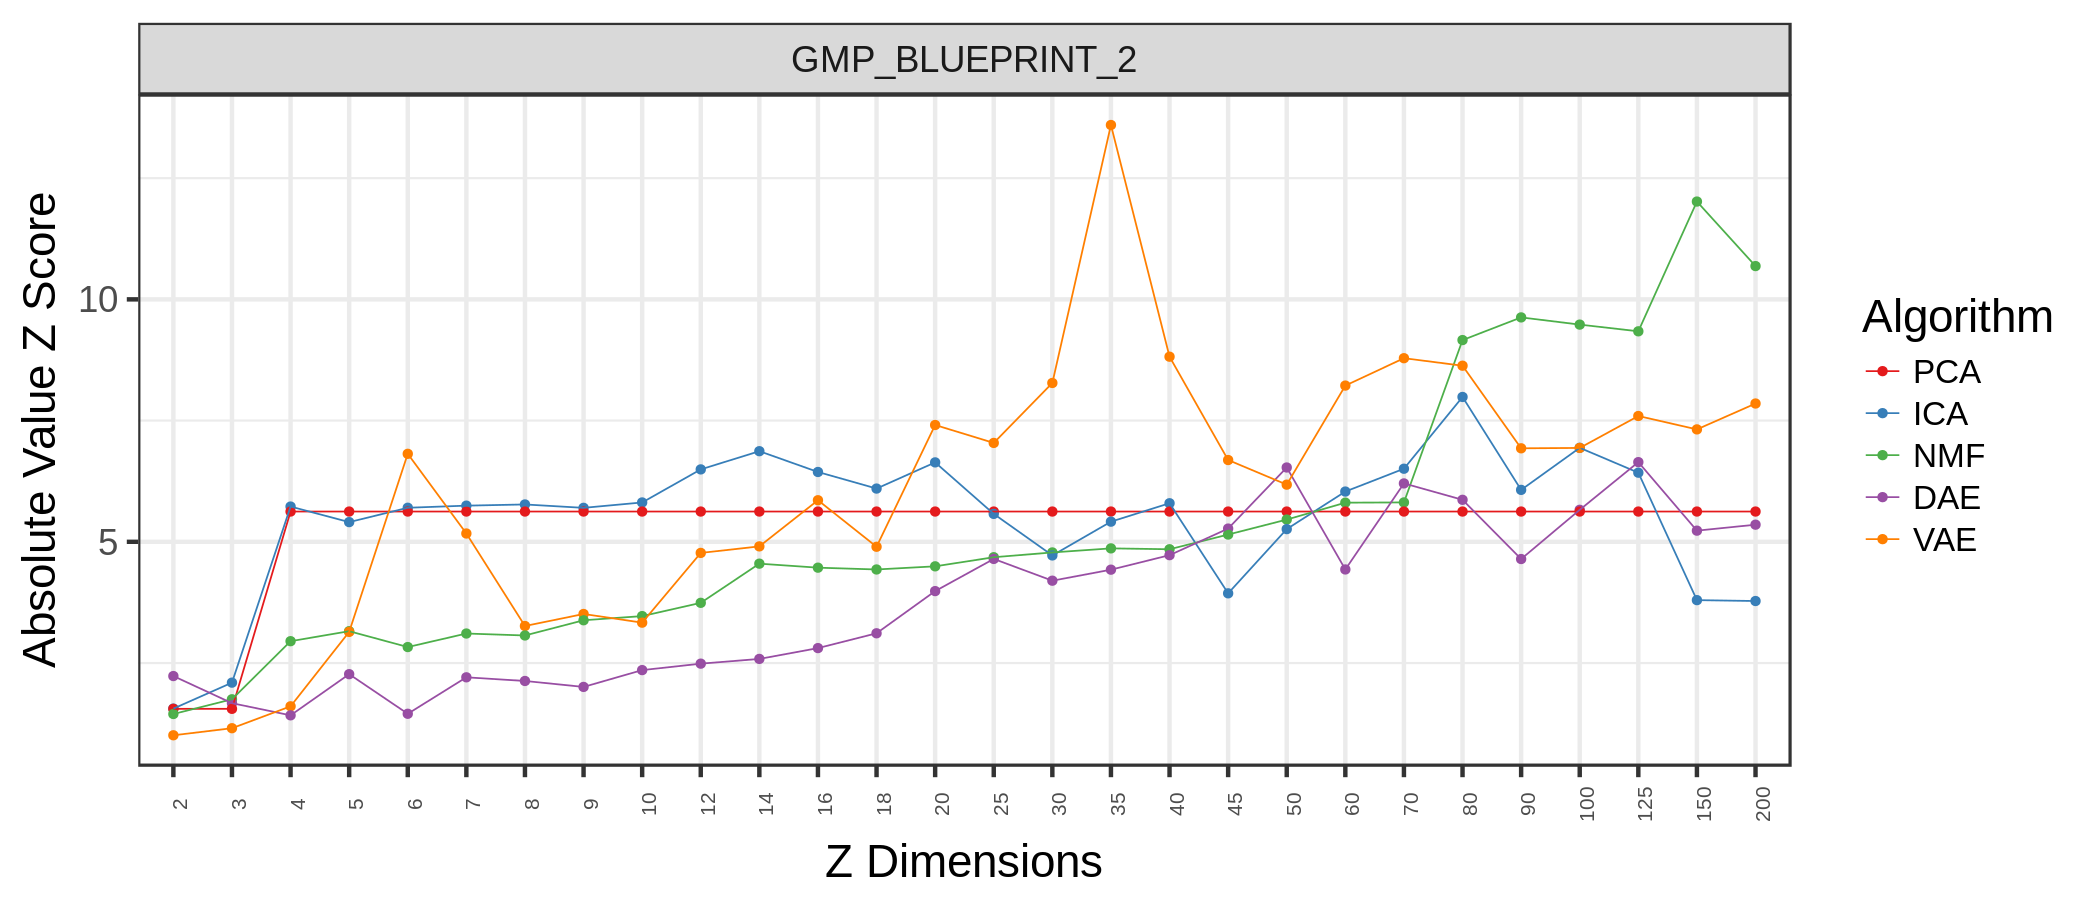 GMP_BLUEPRINT_2
Absolute Value Z Score
10
5
2 3 4 5 6 7 8 9 10 12 14 16 18 20 25 30 35 40 45 50 60 70 80 90 100 125 150 200
Z Dimensions
Algorithm
PCA
ICA
NMF
DAE
VAE